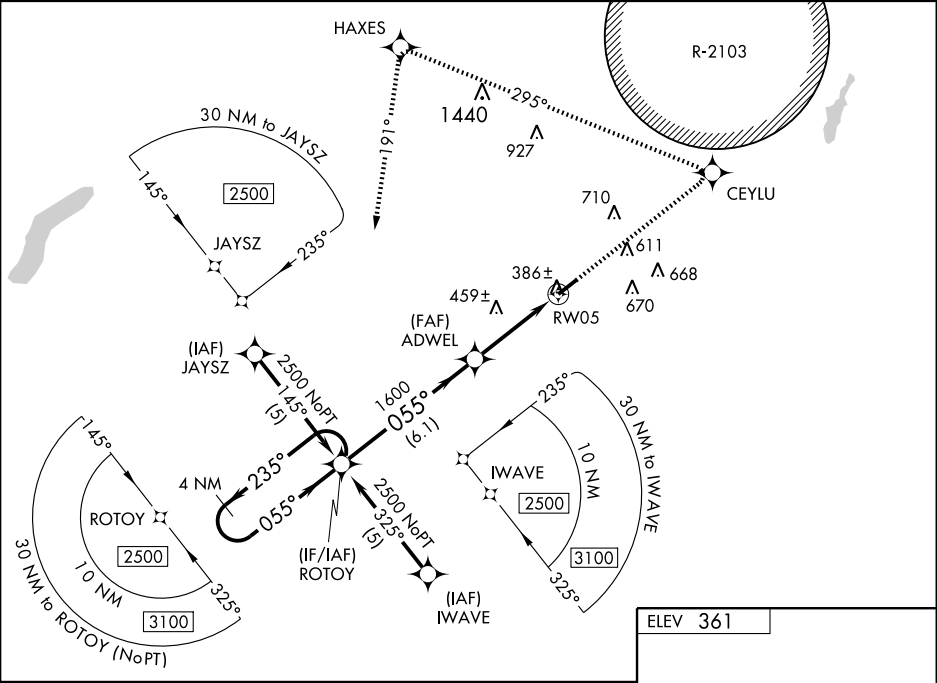 HAXES
R-2103
295°
1440
927
191°
30 NM to JAYSZ
145°
2500
235°
JAYSZ
CEYLU
710
611
668
670
386±
459±
RW05
(FAF)
ADWEL
(IAF)
JAYSZ
2500 NoPT
145°
(5)
1600
055°
(6.1)
235°
055°
4 NM
(IF/IAF)
ROTOY
2500 NoPT
325°
(5)
(IAF)
IWAVE
145°
ROTOY
2500
10 NM
325°
3100
30 NM to ROTOY (NoPT)
235°
30 NM to IWAVE
10 NM
IWAVE
2500
3100
325°
ELEV 361